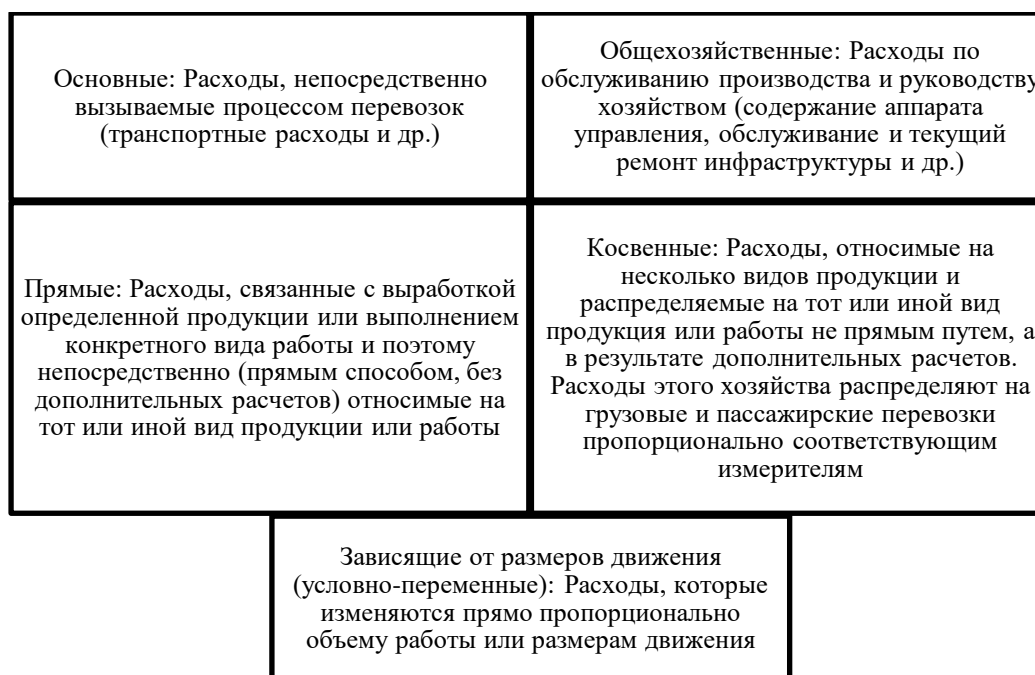 Основные: Расходы, непосредственно
вызываемые процессом перевозок
(транспортные расходы и др.)
Общехозяйственные: Расходы по
обслуживанию производства и руководству
хозяйством (содержание аппарата
управления, обслуживание и текущий
ремонт инфраструктуры и др.)
Прямые: Расходы, связанные с выработкой
определенной продукции или выполнением
конкретного вида работы и поэтому
непосредственно (прямым способом, без
дополнительных расчетов) относимые на
тот или иной вид продукции или работы
Косвенные: Расходы, относимые на
несколько видов продукции и
распределяемые на тот или иной вид
продукция или работы не прямым путем, а
в результате дополнительных расчетов.
Расходы этого хозяйства распределяют на
грузовые и пассажирские перевозки
пропорционально соответствующим
измерителям
Зависящие от размеров движения
(условно-переменные): Расходы, которые
изменяются прямо пропорционально
объему работы или размерам движения